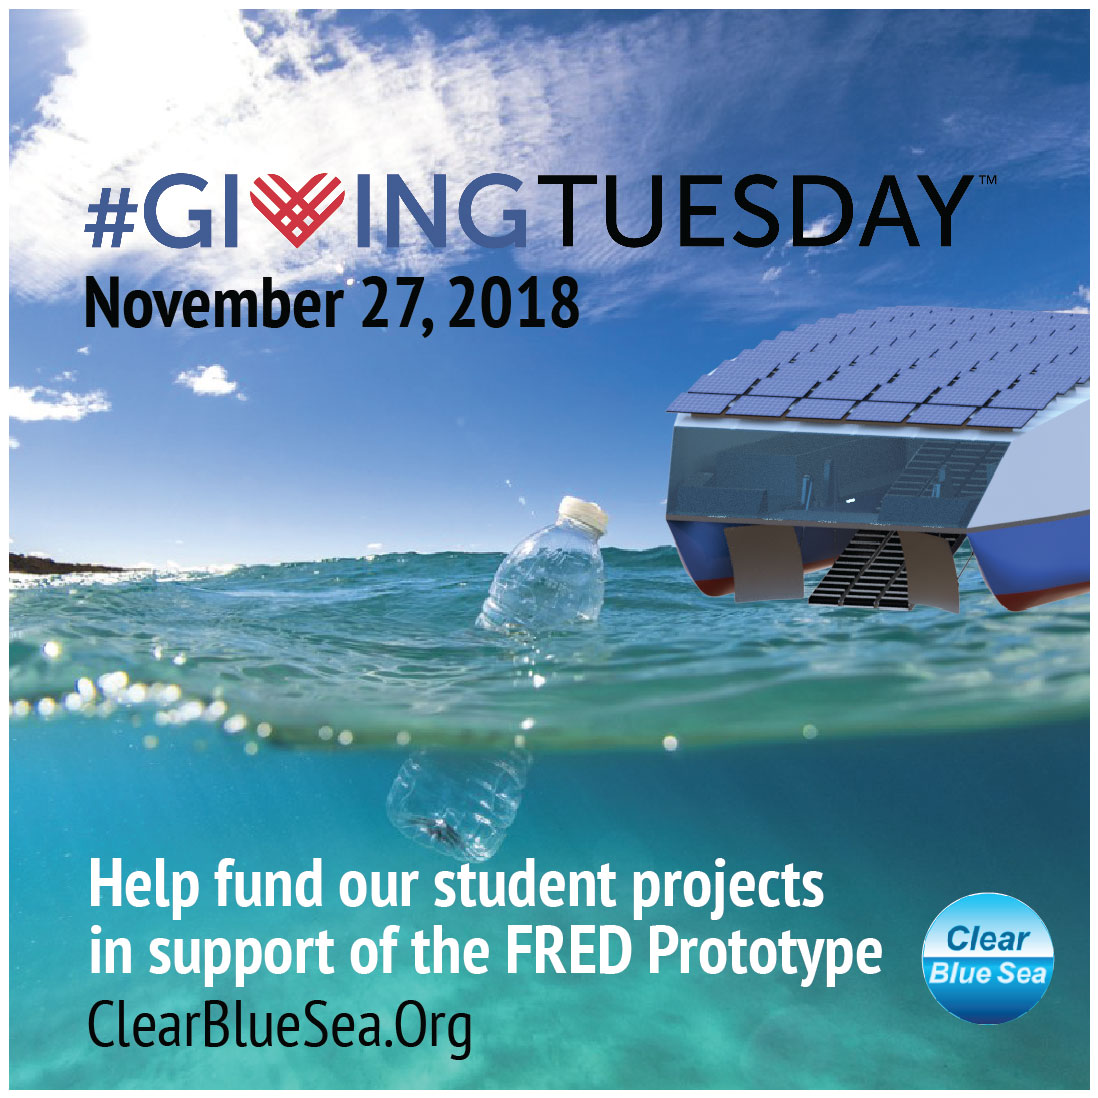 #GIVINGTUESDAY™
November 27, 2018
Help fund our student projects
in support of the FRED Prototype
ClearBlueSea.Org
Clear
Blue Sea